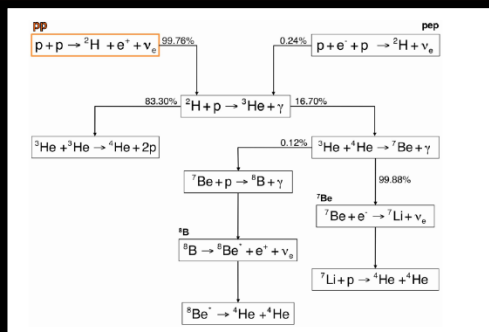 pp
pep
p + p → ²H + e⁺ + νₑ
99.76%
0.24%
p + e⁻ + p → ²H + νₑ
83.30%
²H + p → ³He + γ
16.70%
³He + ³He → ⁴He + 2p
0.12%
³He + ⁴He → ⁷Be + γ
⁷Be + p → ⁸B + γ
99.88%
⁷Be
⁷Be + e⁻ → ⁷Li + νₑ
⁸B
⁸B → ⁸Be* + e⁺ + νₑ
⁷Li + p → ⁴He + ⁴He
⁸Be* → ⁴He + ⁴He